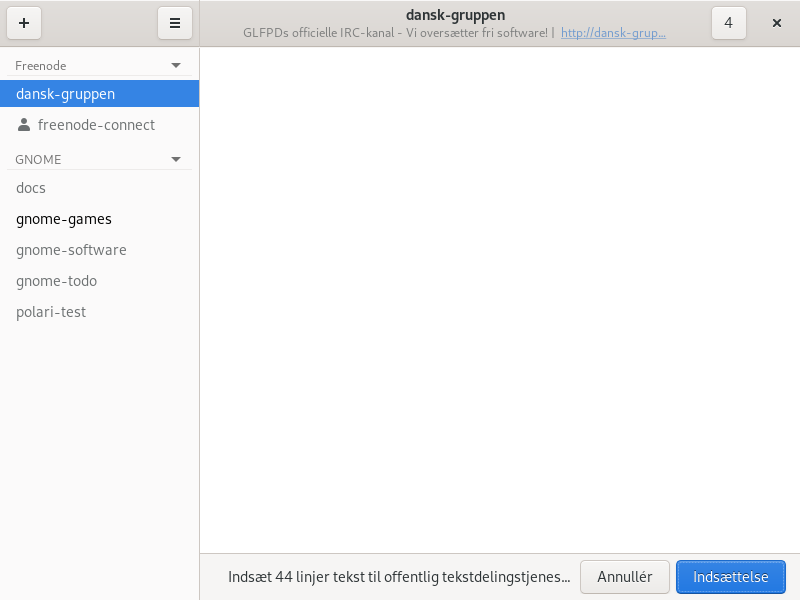 dansk-gruppen
GLFPDs officielle IRC-kanal - Vi oversætter fri software! | http://dansk-grup…
4
Freenode
dansk-gruppen
freenode-connect
GNOME
docs
gnome-games
gnome-software
gnome-todo
polari-test
Indsæt 44 linjer tekst til offentlig tekstdelingstjenes…
Annullér
Indsættelse